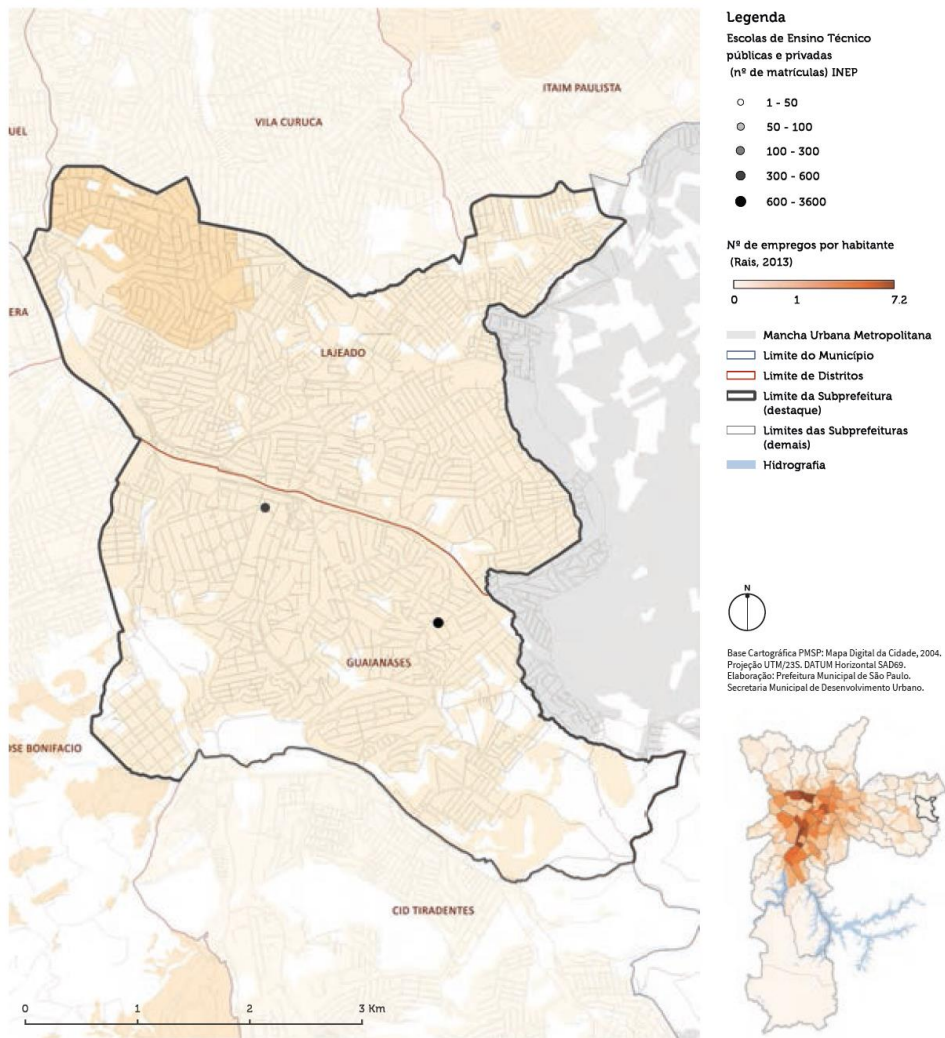 Legenda
Escolas de Ensino Técnico
públicas e privadas
(nº de matrículas) INEP
1 - 50
50 - 100
100 - 300
300 - 600
600 - 3600
Nº de empregos por habitante
(Rais, 2013)
0 1 7.2
Mancha Urbana Metropolitana
Limite do Município
Limite de Distritos
Limite da Subprefeitura
(destaque)
Limites das Subprefeituras
(demais)
Hidrografia
N
Base Cartográfica PMSP: Mapa Digital da Cidade, 2004.
Projeção UTM/23S. DATUM Horizontal SAD69.
Elaboração: Prefeitura Municipal de São Paulo.
Secretaria Municipal de Desenvolvimento Urbano.
ITAIM PAULISTA
VILA CURUCA
UEL
ERA
LAJEADO
GUAIANASES
OSE BONIFACIO
CID TIRADENTES
0 1 2 3 Km